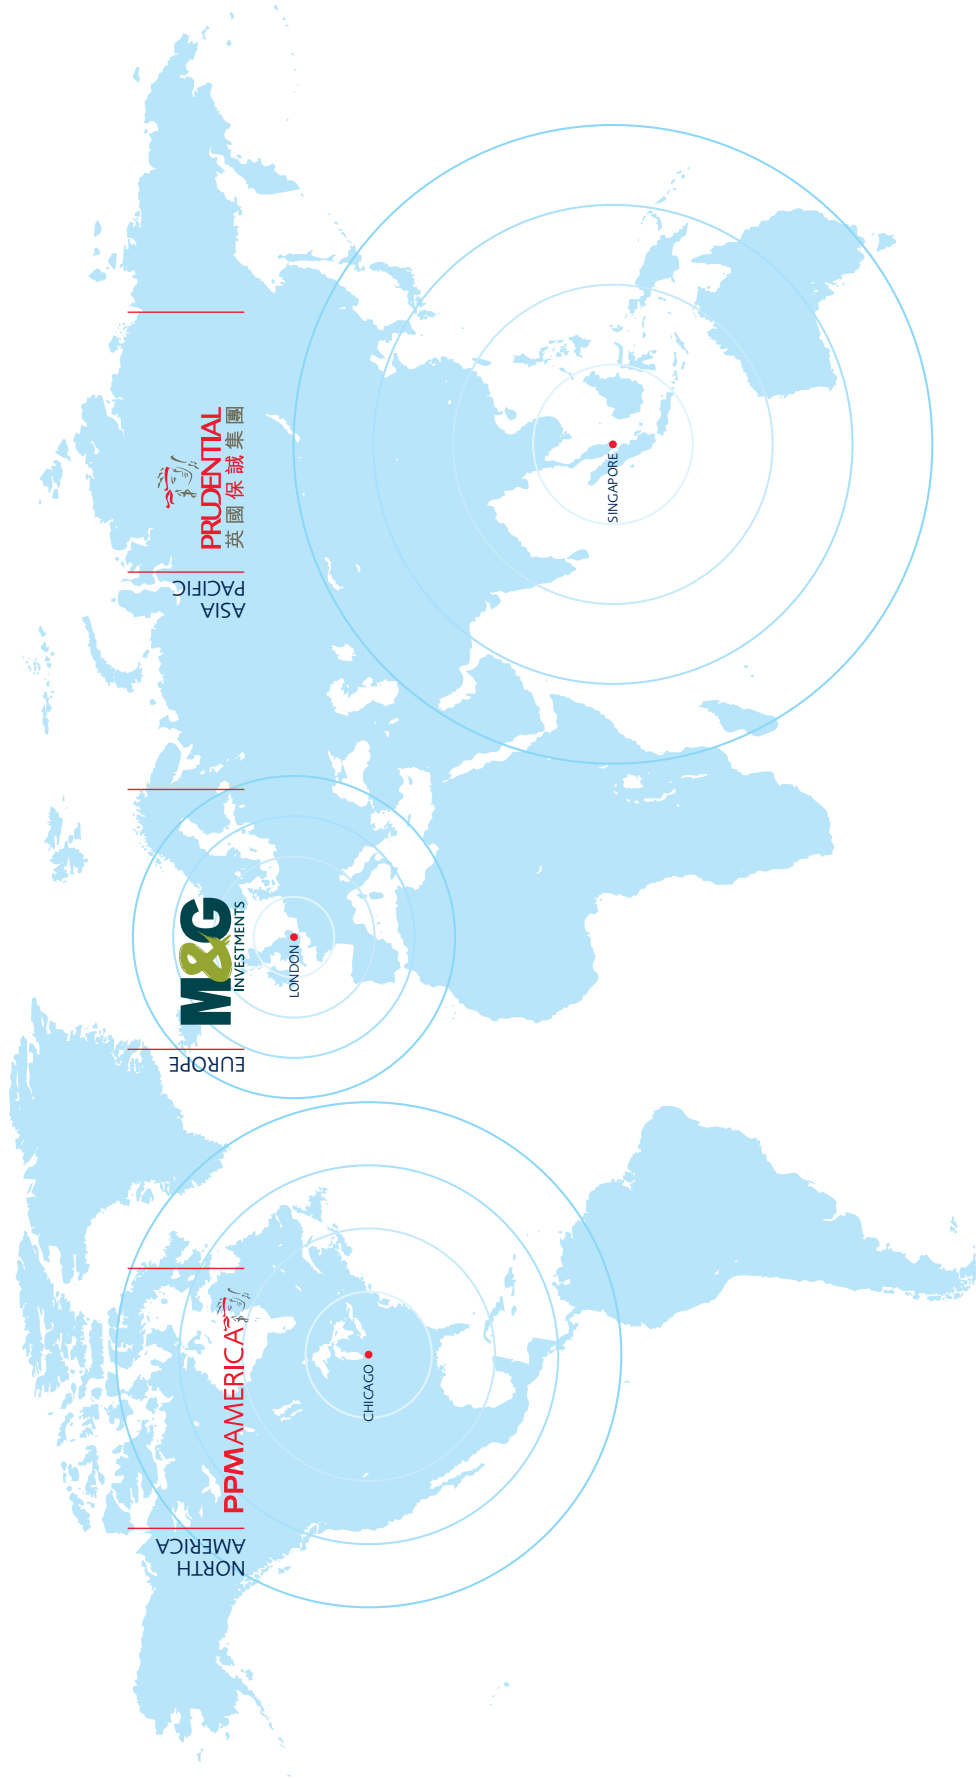 NORTH
AMERICA
PPMAMERICA
CHICAGO
EUROPE
M&G
INVESTMENTS
LONDON
ASIA
PACIFIC
PRUDENTIAL
英國保誠集團
SINGAPORE